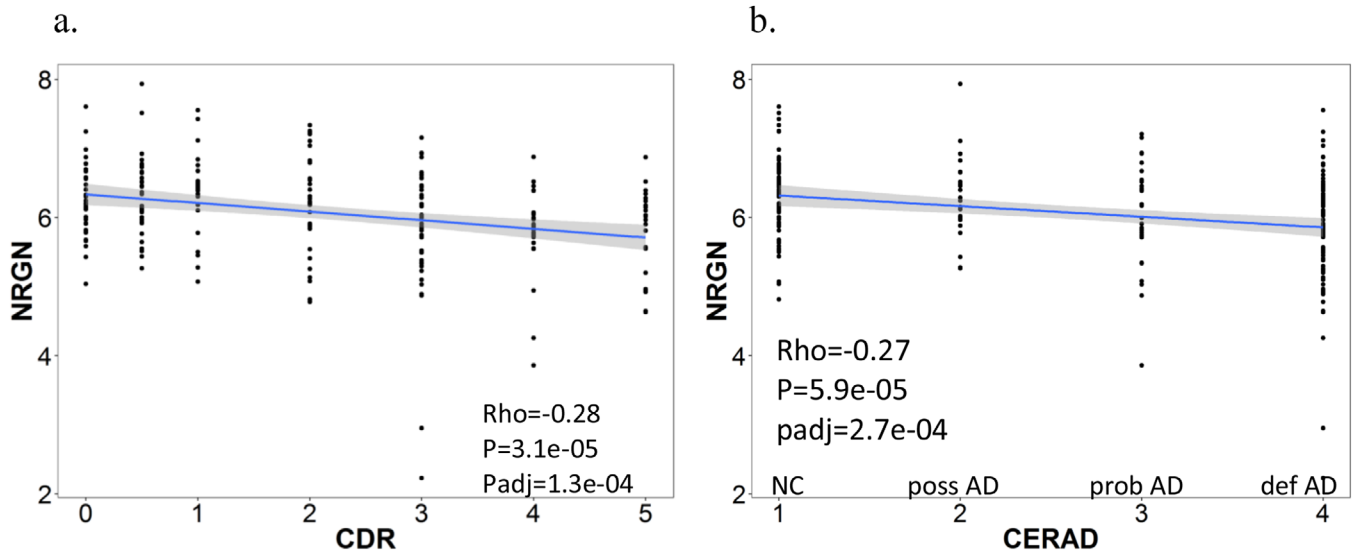 a.
8
6
4
2
NRGN
Rho=-0.28
P=3.1e-05
Padj=1.3e-04
0 0 1 2 3 4 5
CDR
b.
8
6
4
2
NRGN
Rho=-0.27
P=5.9e-05
padj=2.7e-04
NC poss AD prob AD def AD
1 2 3 4
CERAD